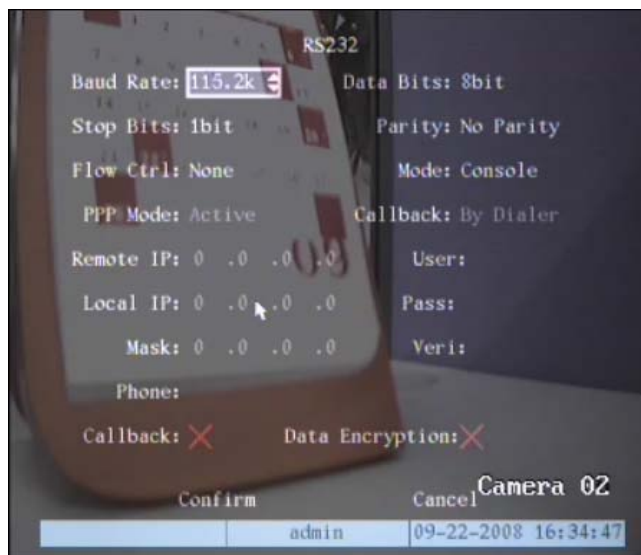 RS232
Baud Rate: 115.2k Data Bits: 8bit
Stop Bits: 1bit Parity: No Parity
Flow Ctrl: None Mode: Console
PPP Mode: Active Callback: By Dialer
Remote IP: 0 .0 .0 .0 User:
Local IP: 0 .0 .0 .0 Pass:
Mask: 0 .0 .0 .0 Veri:
Phone:
Callback: Data Encryption:
Camera 02
Confirm Cancel
admin 09-22-2008 16:34:47